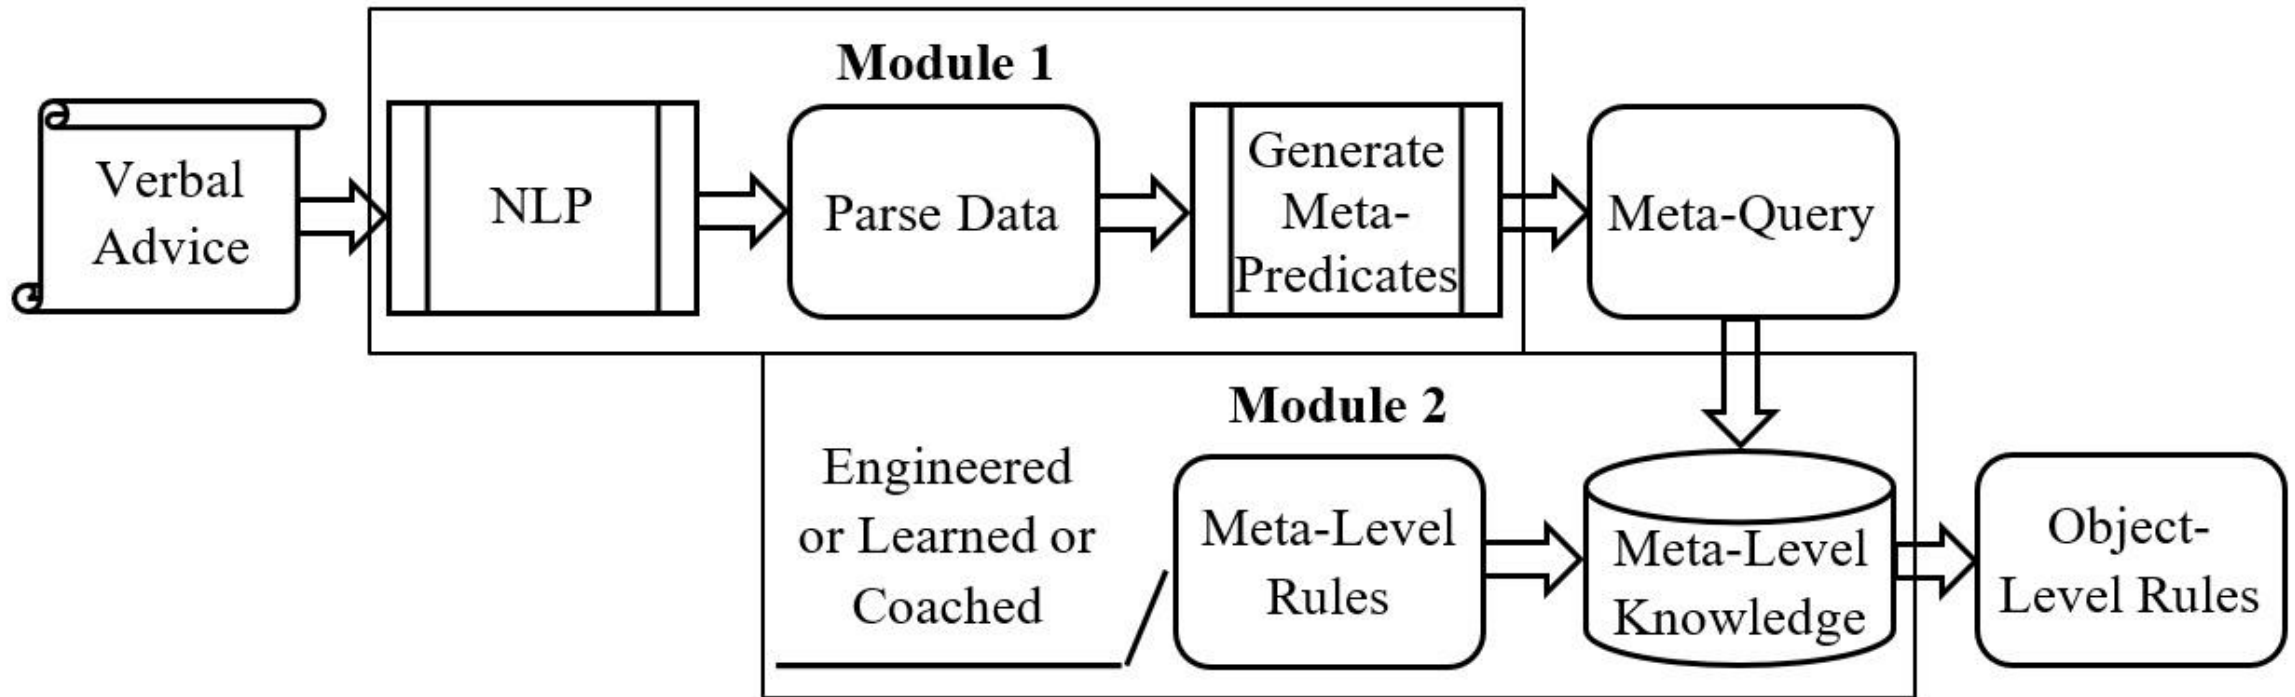 Module 1
Verbal
Advice
NLP
Parse Data
Generate
Meta-
Predicates
Meta-Query
Module 2
Engineered
or Learned or
Coached
Meta-Level
Rules
Meta-Level
Knowledge
Object-
Level Rules